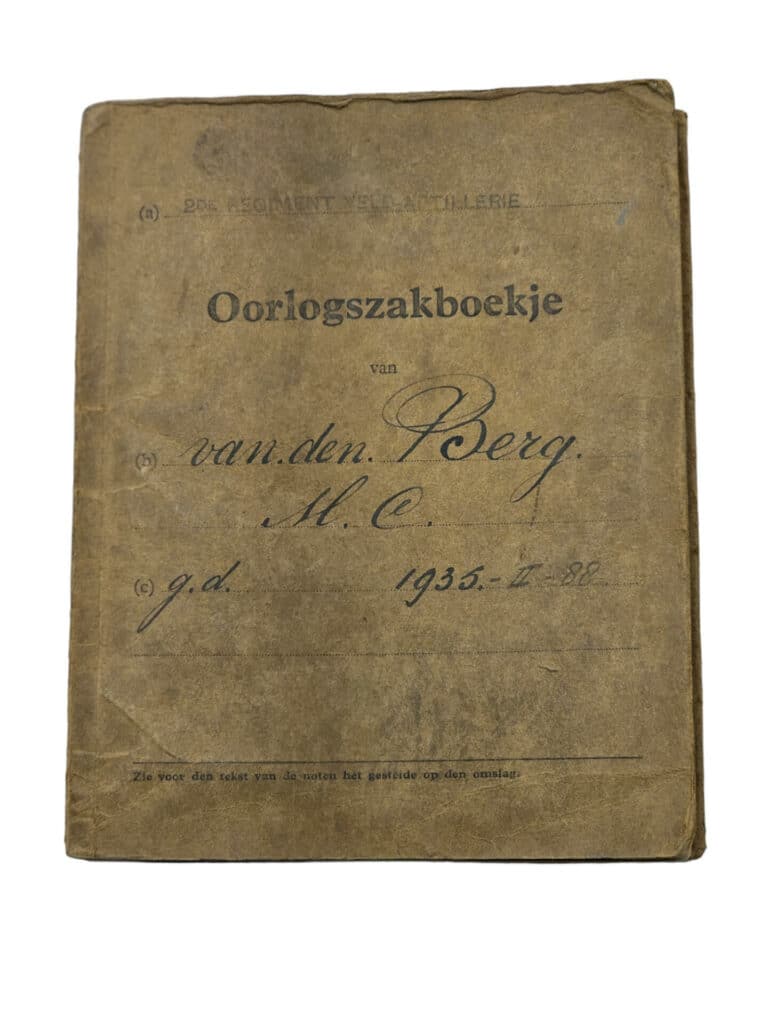 (a) 2DE REGIMENT VELD-ARTILLERIE
Oorlogszakboekje
van
(b) van den. Berg.
M. C.
(c) g.d. 1935.-II-88
Zie voor den tekst van de noten het gestelde op den omslag.